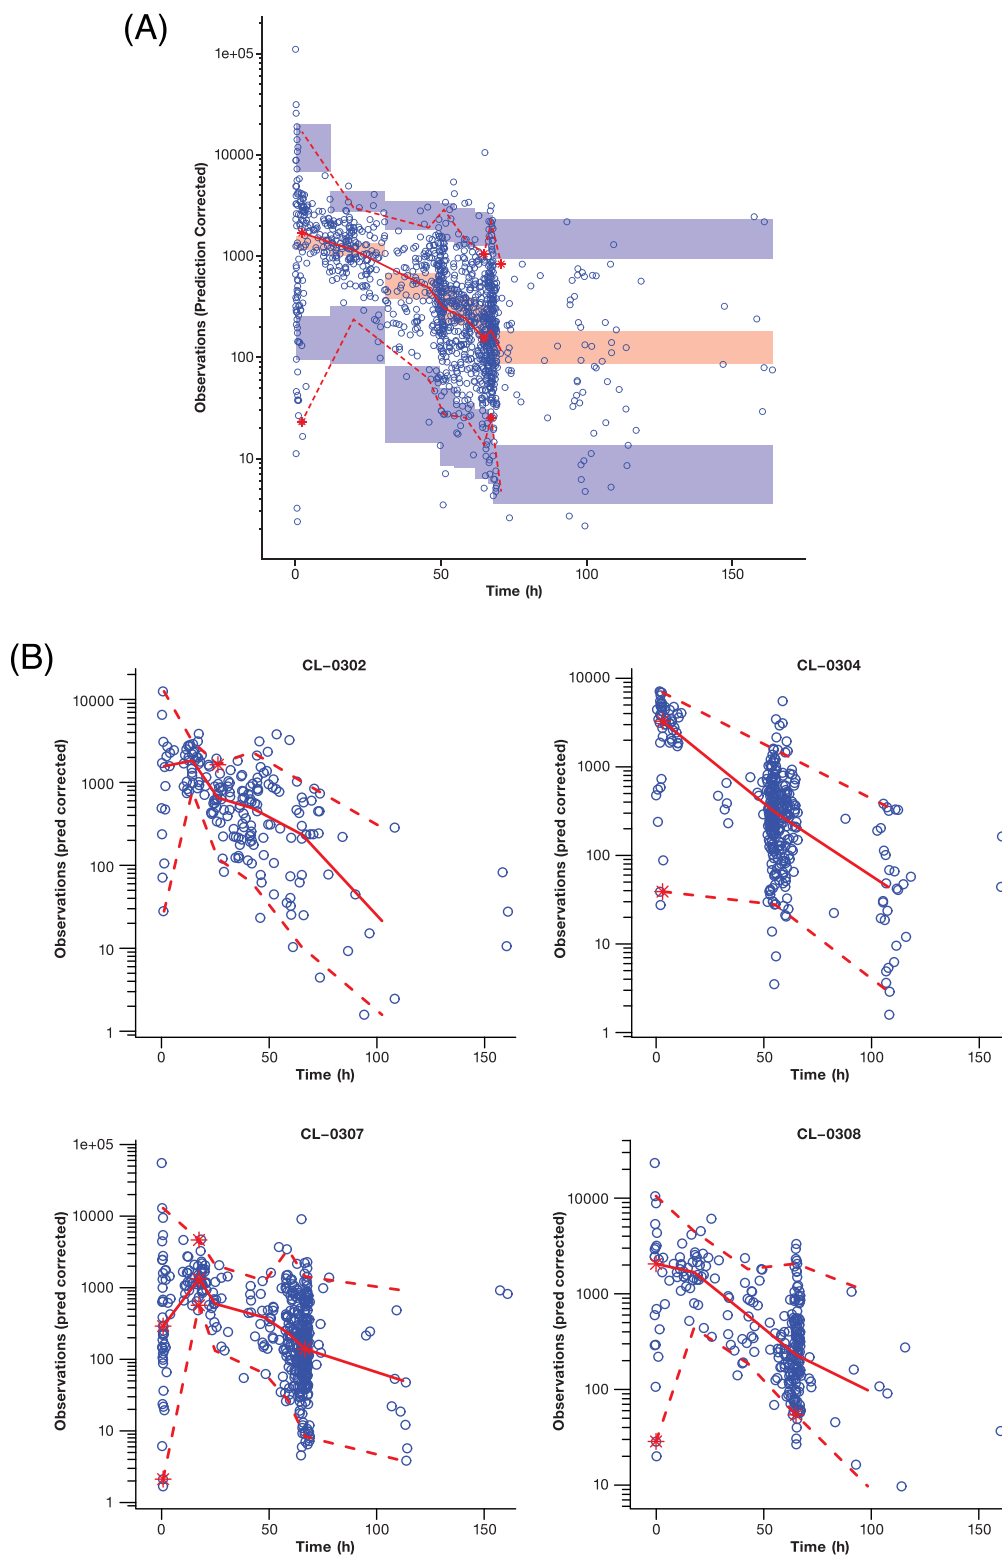 (A)
Observations (Prediction Corrected)
1e+05
10000
1000
100
10
0 50 100 150
Time (h)
(B)
CL−0302
Observations (pred corrected)
10000
1000
100
10
1
0 50 100 150
Time (h)
CL−0304
Observations (pred corrected)
10000
1000
100
10
1
0 50 100 150
Time (h)
CL−0307
Observations (pred corrected)
1e+05
10000
1000
100
10
1
0 50 100 150
Time (h)
CL−0308
Observations (pred corrected)
10000
1000
100
10
0 50 100 150
Time (h)